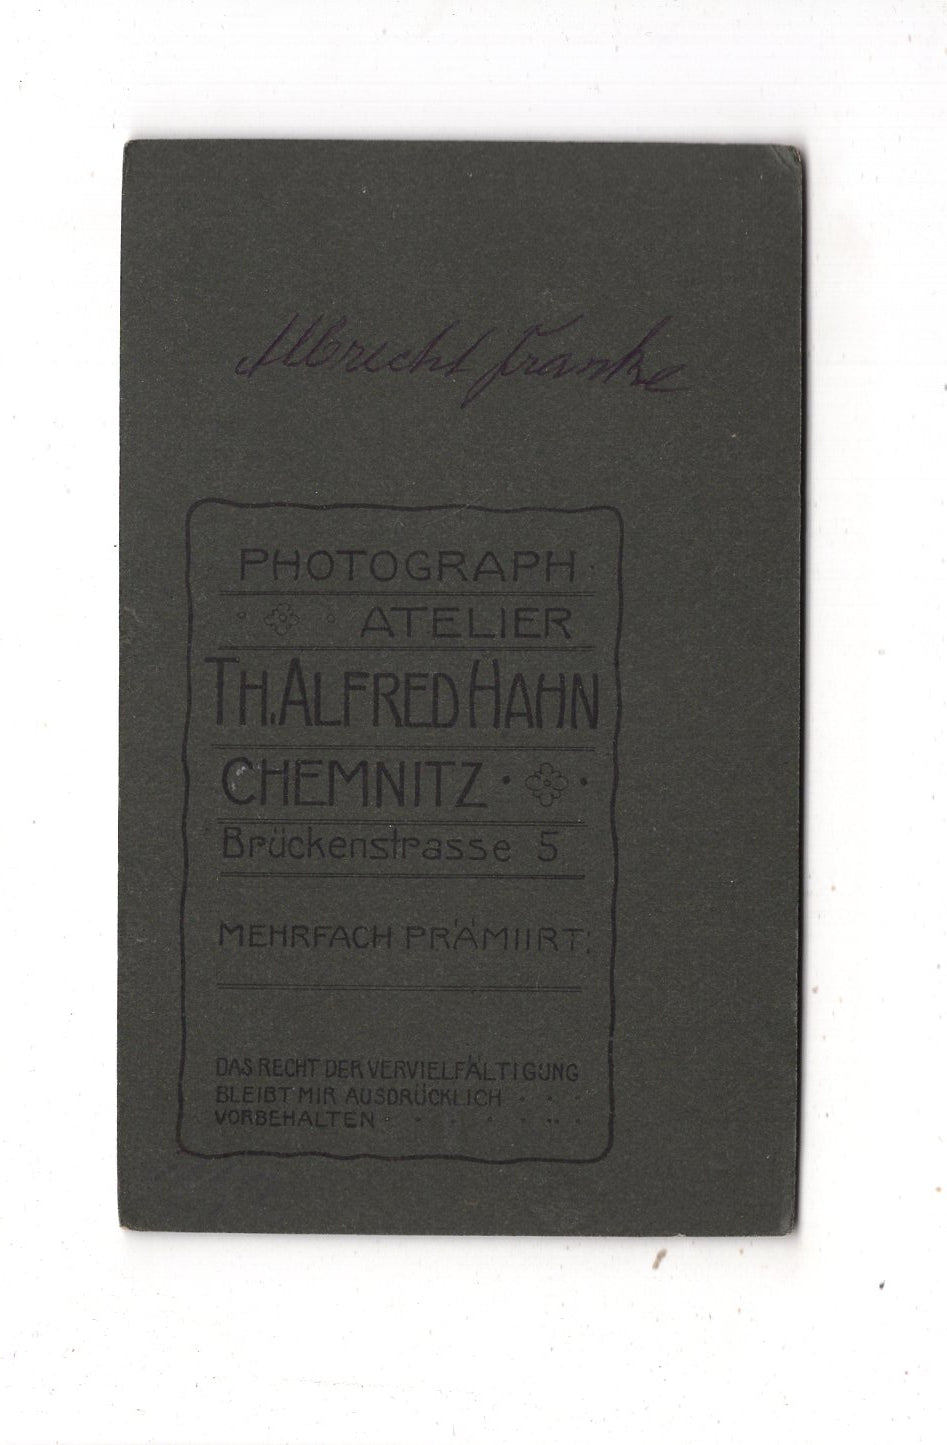 Albrecht Franke
PHOTOGRAPH
ATELIER
TH. ALFRED HAHN
CHEMNITZ
Brückenstrasse 5
MEHRFACH PRÄMIIRT.
DAS RECHT DER VERVIELFÄLTIGUNG
BLEIBT MIR AUSDRÜCKLICH
VORBEHALTEN